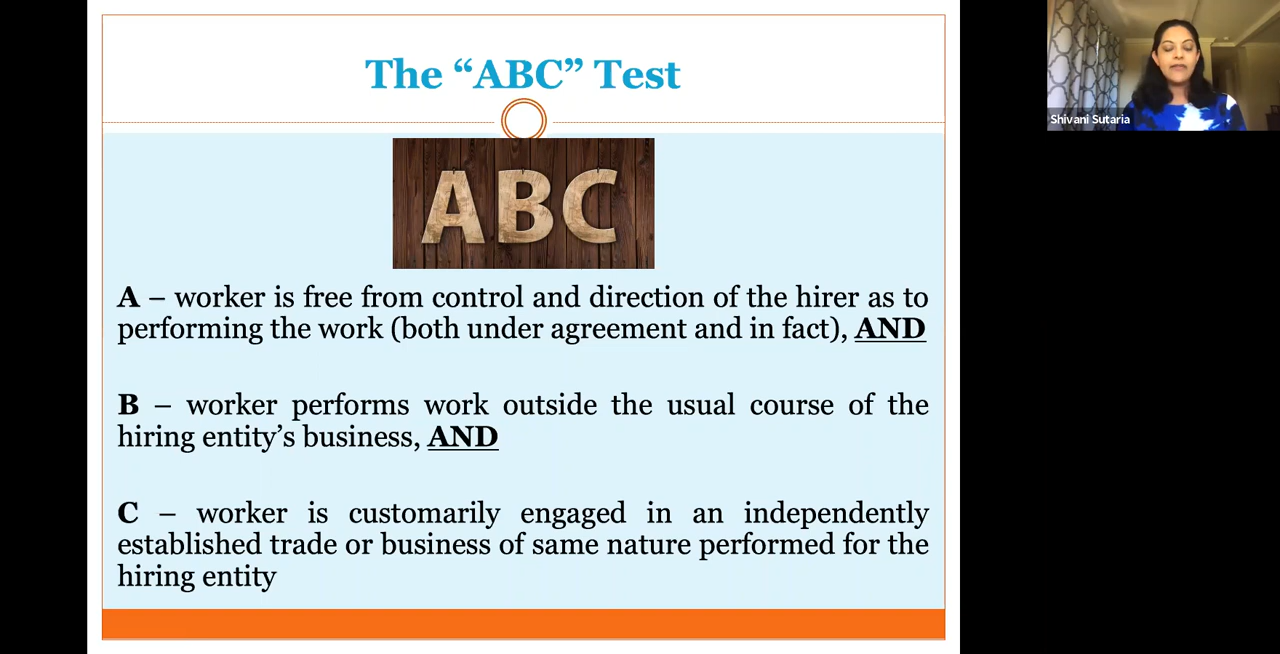 The “ABC” Test
ABC
A – worker is free from control and direction of the hirer as to
performing the work (both under agreement and in fact), AND
B – worker performs work outside the usual course of the
hiring entity’s business, AND
C – worker is customarily engaged in an independently
established trade or business of same nature performed for the
hiring entity
Shivani Sutaria